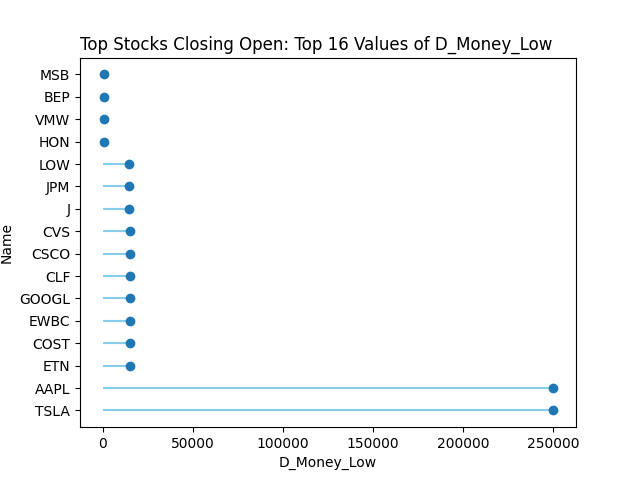 Top Stocks Closing Open: Top 16 Values of D_Money_Low
MSB
BEP
VMW
HON
LOW
JPM
J
CVS
CSCO
CLF
GOOGL
EWBC
COST
ETN
AAPL
TSLA
Name
0 50000 100000 150000 200000 250000
D_Money_Low